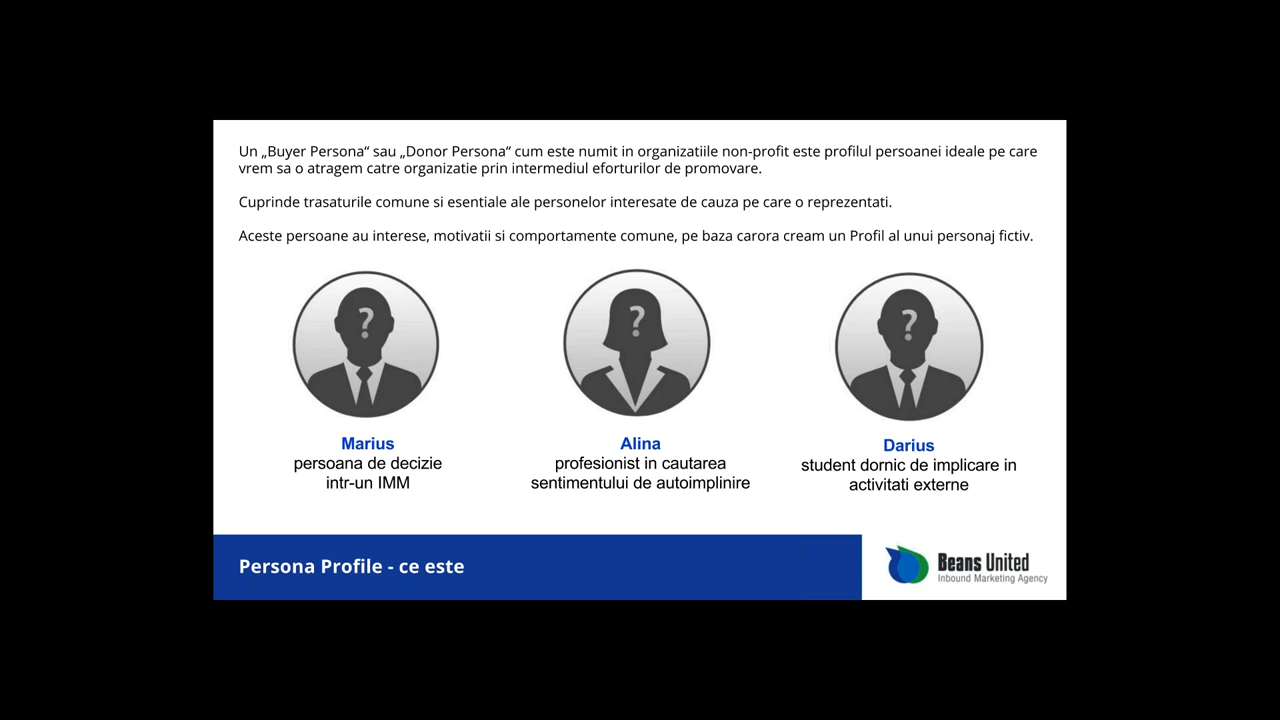 Un „Buyer Persona“ sau „Donor Persona“ cum este numit in organizatiile non-profit este profilul persoanei ideale pe care
vrem sa o atragem catre organizatie prin intermediul eforturilor de promovare.
Cuprinde trasaturile comune si esentiale ale personelor interesate de cauza pe care o reprezentati.
Aceste persoane au interese, motivatii si comportamente comune, pe baza carora cream un Profil al unui personaj fictiv.
?
?
?
Marius
persoana de decizie
intr-un IMM
Alina
profesionist in cautarea
sentimentului de autoimplinire
Darius
student dornic de implicare in
activitati externe
Persona Profile - ce este
Beans United
Inbound Marketing Agency